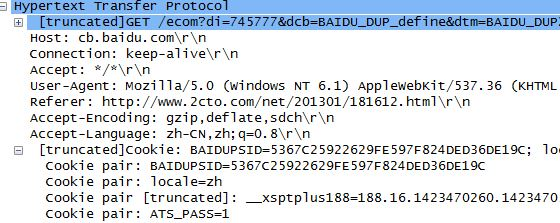 Hypertext Transfer Protocol
[truncated]GET /ecom?di=745777&dcb=BAIDU_DUP_define&dtm=BAIDU_DUP2
Host: cb.baidu.com\r\n
Connection: keep-alive\r\n
Accept: */*\r\n
User-Agent: Mozilla/5.0 (Windows NT 6.1) AppleWebKit/537.36 (KHTML
Referer: http://www.2cto.com/net/201301/181612.html\r\n
Accept-Encoding: gzip,deflate,sdch\r\n
Accept-Language: zh-CN,zh;q=0.8\r\n
[truncated]Cookie: BAIDUPSID=5367C25922629FE597F824DED36DE19C; loc
Cookie pair: BAIDUPSID=5367C25922629FE597F824DED36DE19C
Cookie pair: locale=zh
Cookie pair [truncated]: __xsptplus188=188.16.1423470260.1423470
Cookie pair: ATS_PASS=1